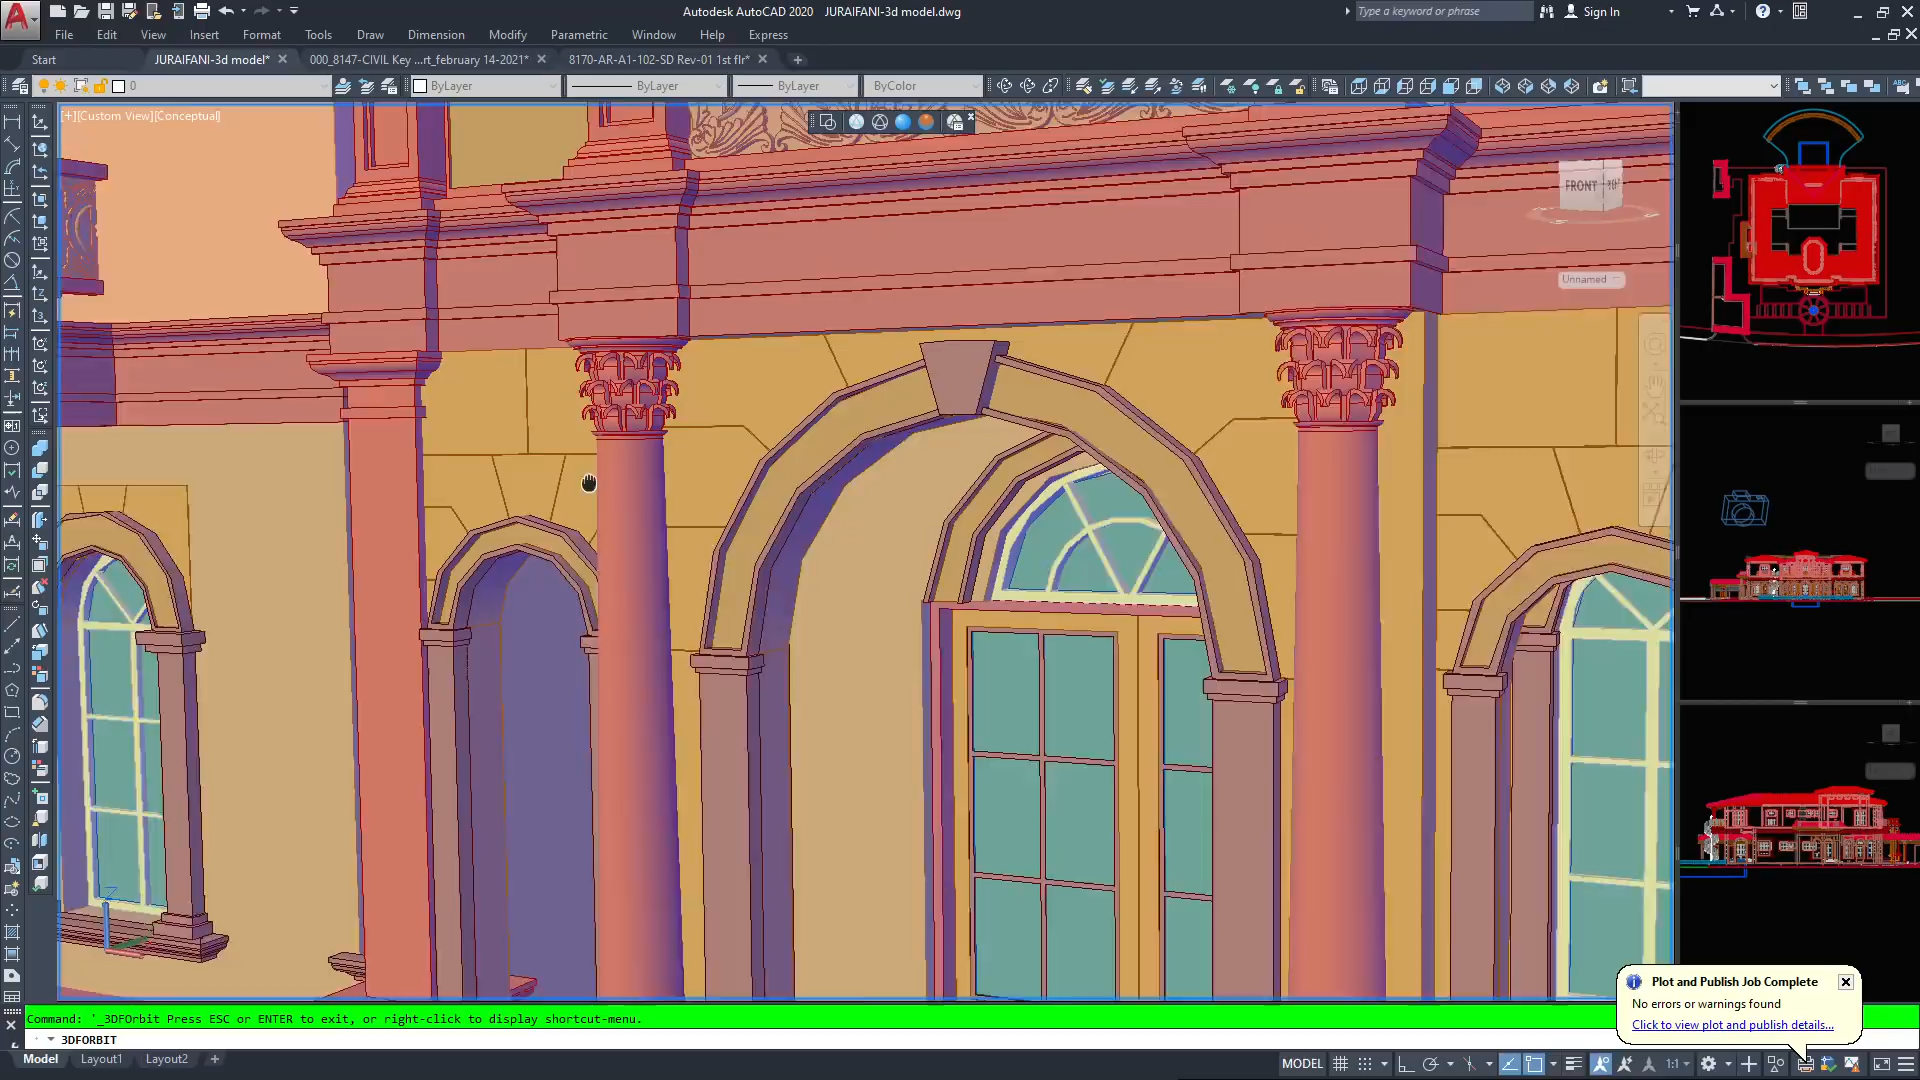 Autodesk AutoCAD 2020 JURAIFANI-3d model.dwg
Type a keyword or phrase
Sign In
File Edit View Insert Format Tools Draw Dimension Modify Parametric Window Help Express
Start JURAIFANI-3d model* 000_8147-CIVIL Key ...rt_february 14-2021* 8170-AR-A1-102-SD Rev-01 1st flr*
0 ByLayer ByLayer ByLayer ByColor
[+][Custom View][Conceptual]
FRONT
Unnamed
Z
Plot and Publish Job Complete
No errors or warnings found
Click to view plot and publish details...
Command: '_3DFOrbit Press ESC or ENTER to exit, or right-click to display shortcut-menu.
3DFORBIT
Model Layout1 Layout2
MODEL 1:1